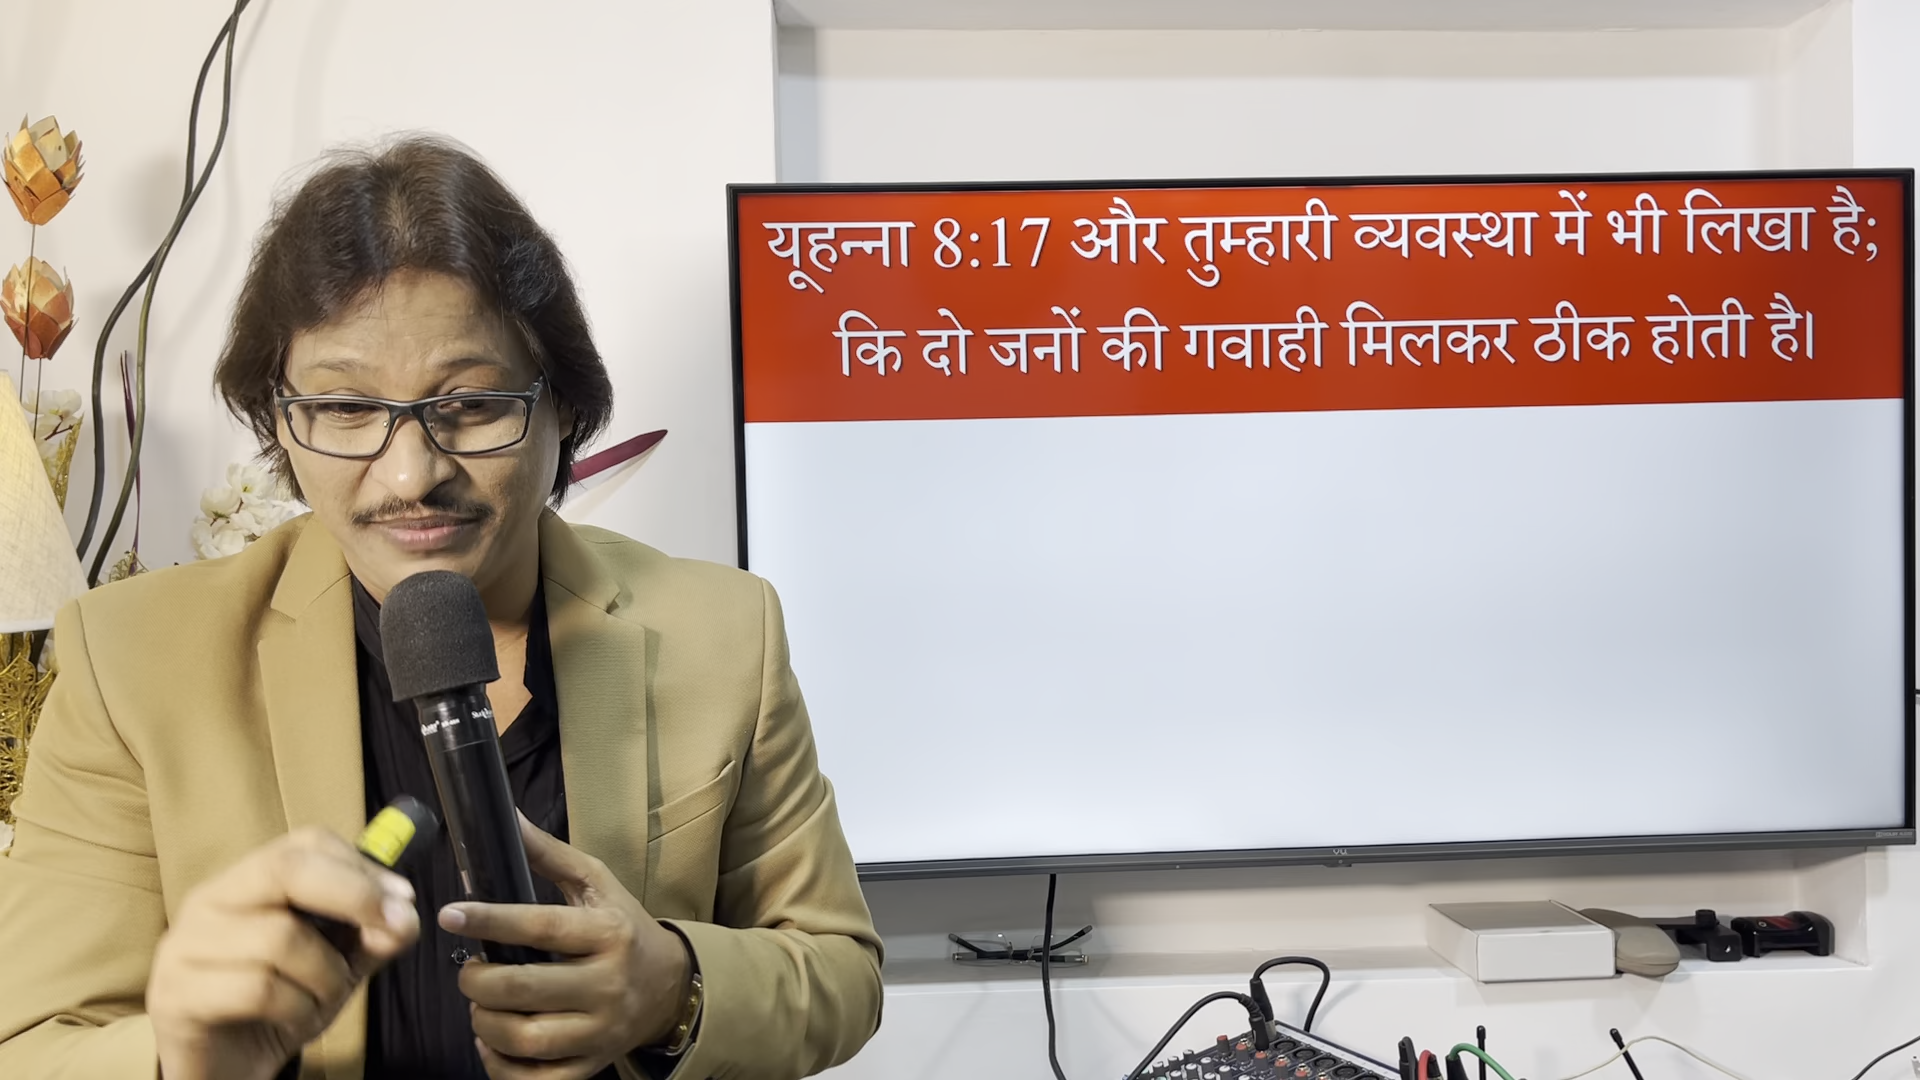 यूहन्ना 8:17 और तुम्हारी व्यवस्था में भी लिखा है;
कि दो जनों की गवाही मिलकर ठीक होती है।